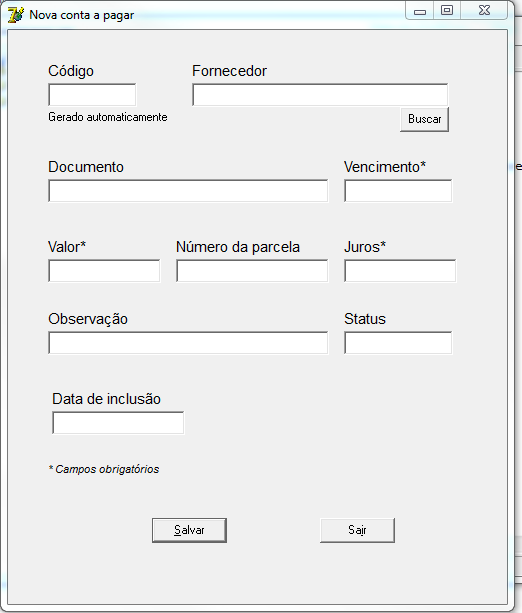 Nova conta a pagar
Código Fornecedor
Gerado automaticamente
Buscar
Documento Vencimento*
Valor* Número da parcela Juros*
Observação Status
Data de inclusão
* Campos obrigatórios
Salvar Sair